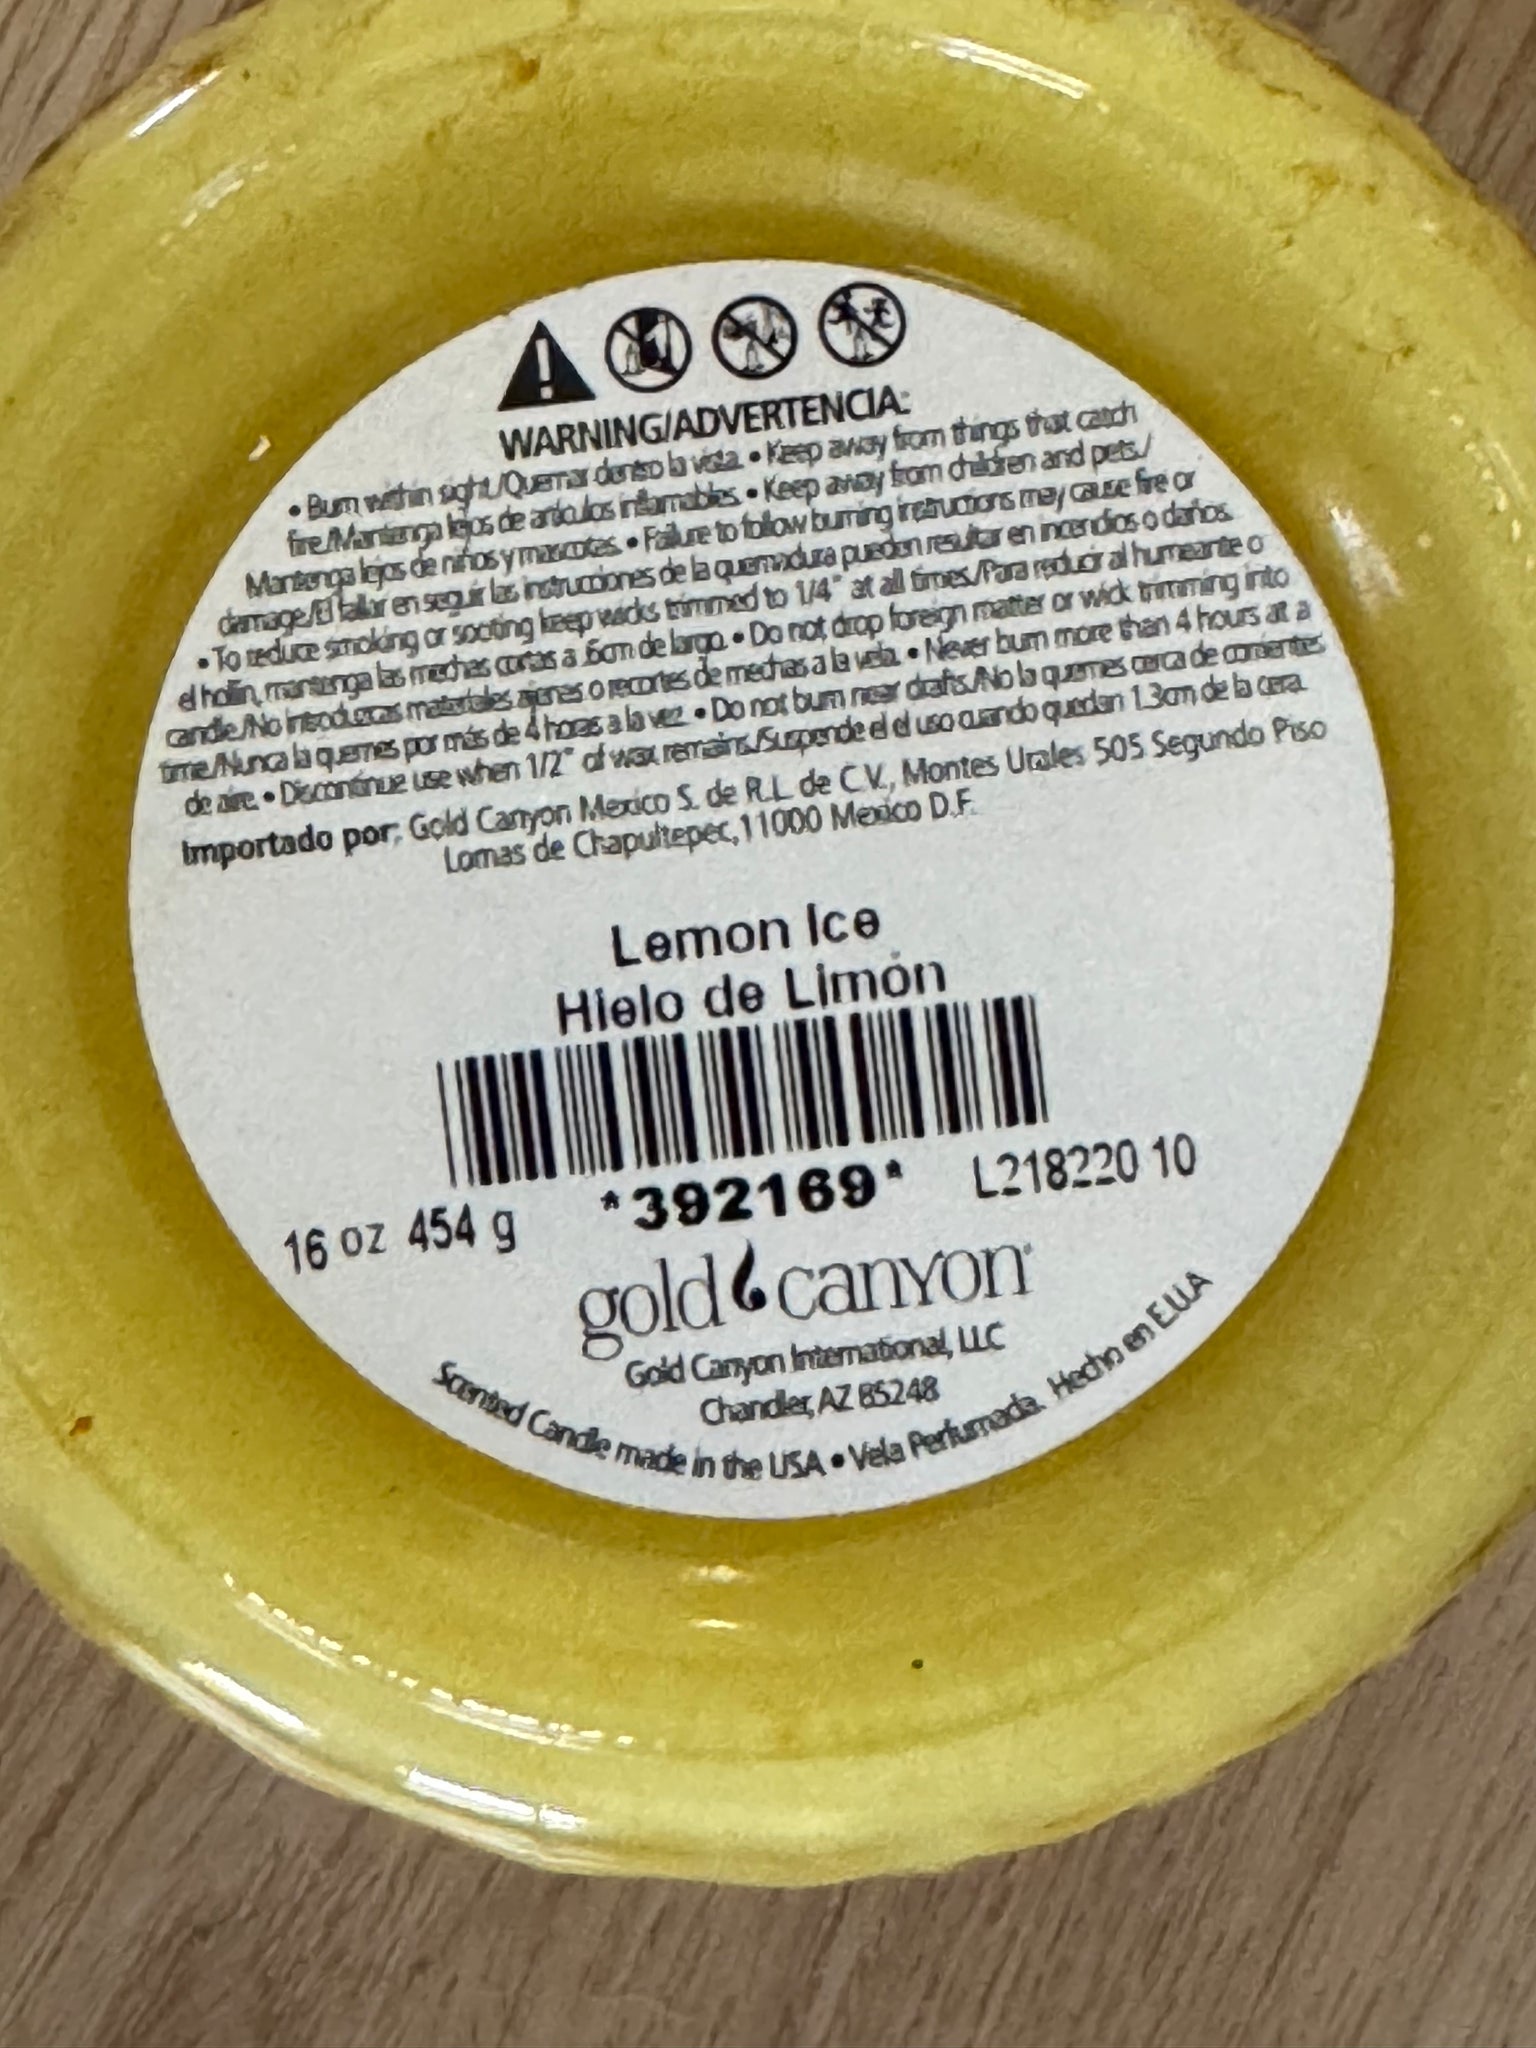 WARNING/ADVERTENCIA:
• Burn within sight./Quemar dentro la vista. • Keep away from things that catch
fire./Mantenga lejos de artículos inflamables. • Keep away from children and pets./
Mantenga lejos de niños y mascotas. • Failure to follow burning instructions may cause fire or
damage./El fallar en seguir las instrucciones de la quemadura pueden resultar en incendios o daños.
• To reduce smoking or sooting keep wicks trimmed to 1/4" at all times./Para reducir al humeante o
el hollín, mantenga las mechas cortas a .6cm de largo. • Do not drop foreign matter or wick trimming into
candle./No introduzcas materiales ajenes o recortes de mechas a la vela. • Never burn more than 4 hours at a
time./Nunca la quemes por más de 4 horas a la vez. • Do not burn near drafts./No la quemes cerca de corrientes
de aire. • Discontinue use when 1/2" of wax remains./Suspende el el uso cuando quedan 1.3cm de la cera.
Importado por: Gold Canyon Mexico S. de R.L. de C.V., Montes Urales 505 Segundo Piso
Lomas de Chapultepec, 11000 Mexico D.F.
Lemon Ice
Hielo de Limón
*392169*
L218220 10
16 oz 454 g
gold canyon
Gold Canyon International, LLC
Chandler, AZ 85248
Scented Candle made in the USA • Vela Perfumada. Hecho en E.U.A